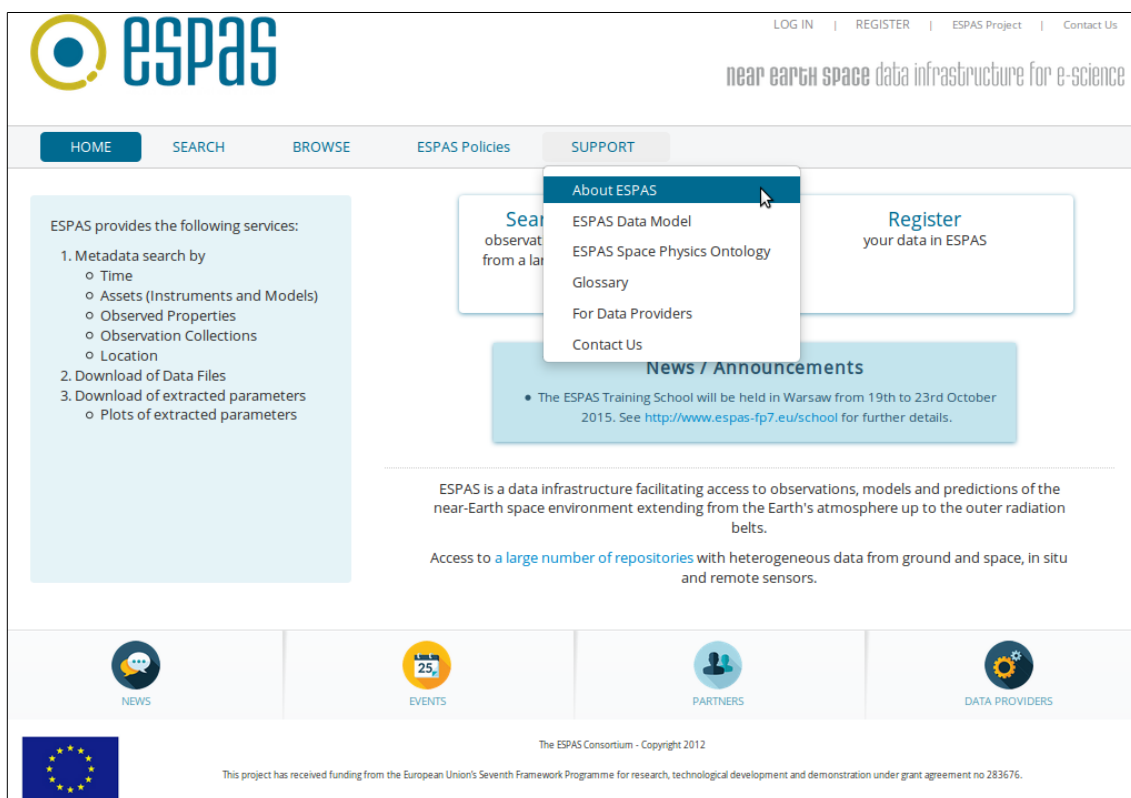 espas
LOG IN | REGISTER | ESPAS Project | Contact Us
near earth space data infrastructure for e-science
HOME SEARCH BROWSE ESPAS Policies SUPPORT
About ESPAS
ESPAS Data Model
ESPAS Space Physics Ontology
Glossary
For Data Providers
Contact Us
ESPAS provides the following services:
1. Metadata search by
Time
Assets (Instruments and Models)
Observed Properties
Observation Collections
Location
2. Download of Data Files
3. Download of extracted parameters
Plots of extracted parameters
from a
Register
your data in ESPAS
News / Announcements
• The ESPAS Training School will be held in Warsaw from 19th to 23rd October
2015. See http://www.espas-fp7.eu/school for further details.
ESPAS is a data infrastructure facilitating access to observations, models and predictions of the
near-Earth space environment extending from the Earth's atmosphere up to the outer radiation
belts.
Access to a large number of repositories with heterogeneous data from ground and space, in situ
and remote sensors.
NEWS
25
EVENTS
PARTNERS
DATA PROVIDERS
The ESPAS Consortium - Copyright 2012
This project has received funding from the European Union's Seventh Framework Programme for research, technological development and demonstration under grant agreement no 283676.